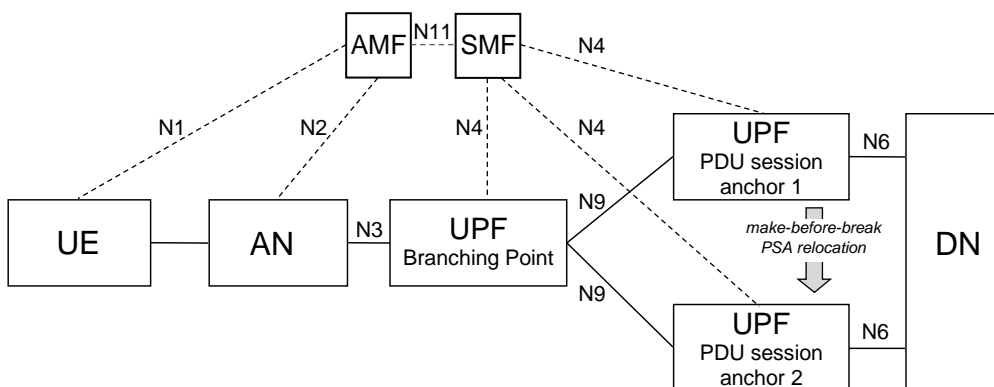 AMF
N11
SMF
N4
N1
N2
N4
N4
UPF
PDU session
anchor 1
N6
UE
AN
N3
UPF
Branching Point
N9
make-before-break
PSA relocation
DN
N9
UPF
PDU session
anchor 2
N6